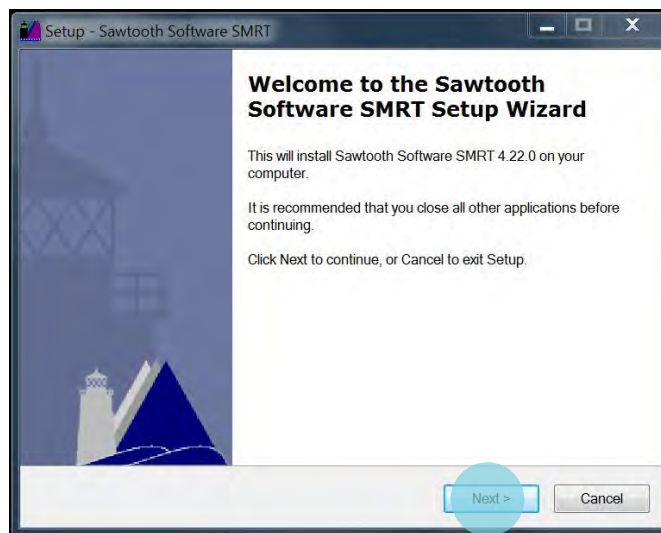 Setup - Sawtooth Software SMRT
Welcome to the Sawtooth
Software SMRT Setup Wizard
This will install Sawtooth Software SMRT 4.22.0 on your
computer.
It is recommended that you close all other applications before
continuing.
Click Next to continue, or Cancel to exit Setup.
Next >
Cancel